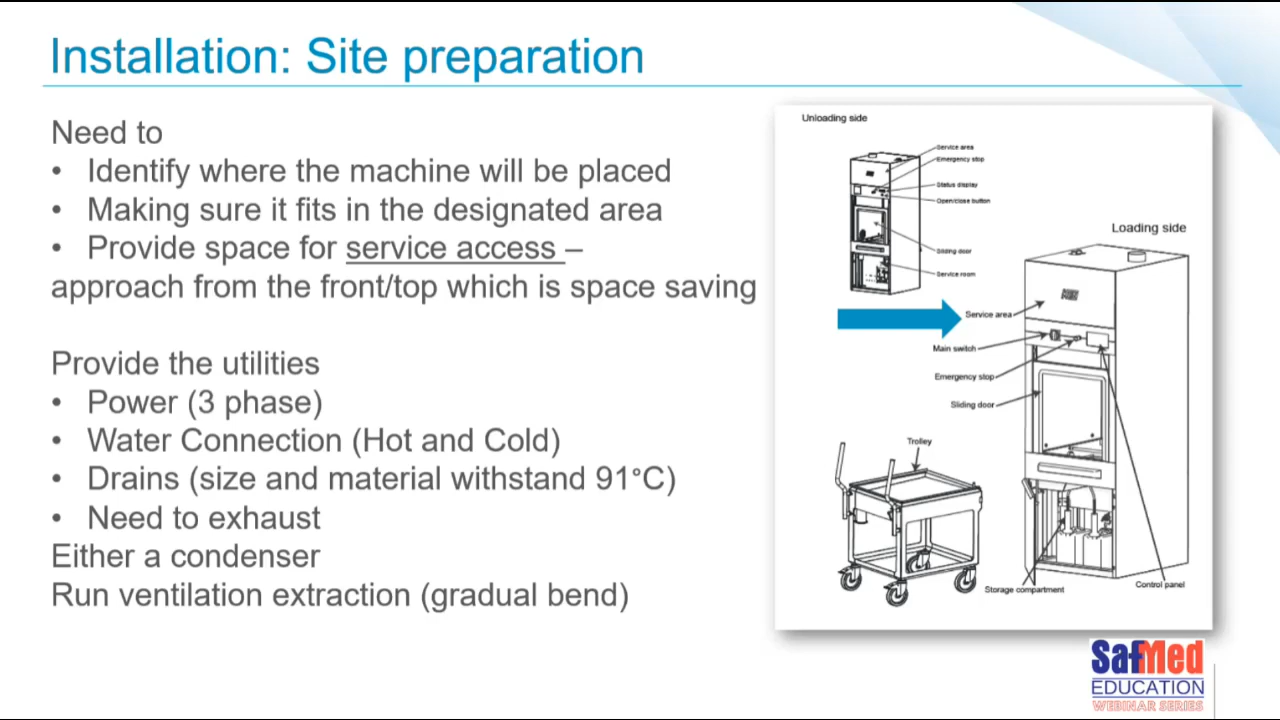 Installation: Site preparation
Need to
• Identify where the machine will be placed
• Making sure it fits in the designated area
• Provide space for service access –
approach from the front/top which is space saving
Provide the utilities
• Power (3 phase)
• Water Connection (Hot and Cold)
• Drains (size and material withstand 91°C)
• Need to exhaust
Either a condenser
Run ventilation extraction (gradual bend)
Unloading side
Service area
Emergency stop
Status display
Open/close button
Sliding door
Service room
Loading side
Service area
Main switch
Emergency stop
Sliding door
Trolley
Storage compartment
Control panel
SafMed
EDUCATION
WEBINAR SERIES